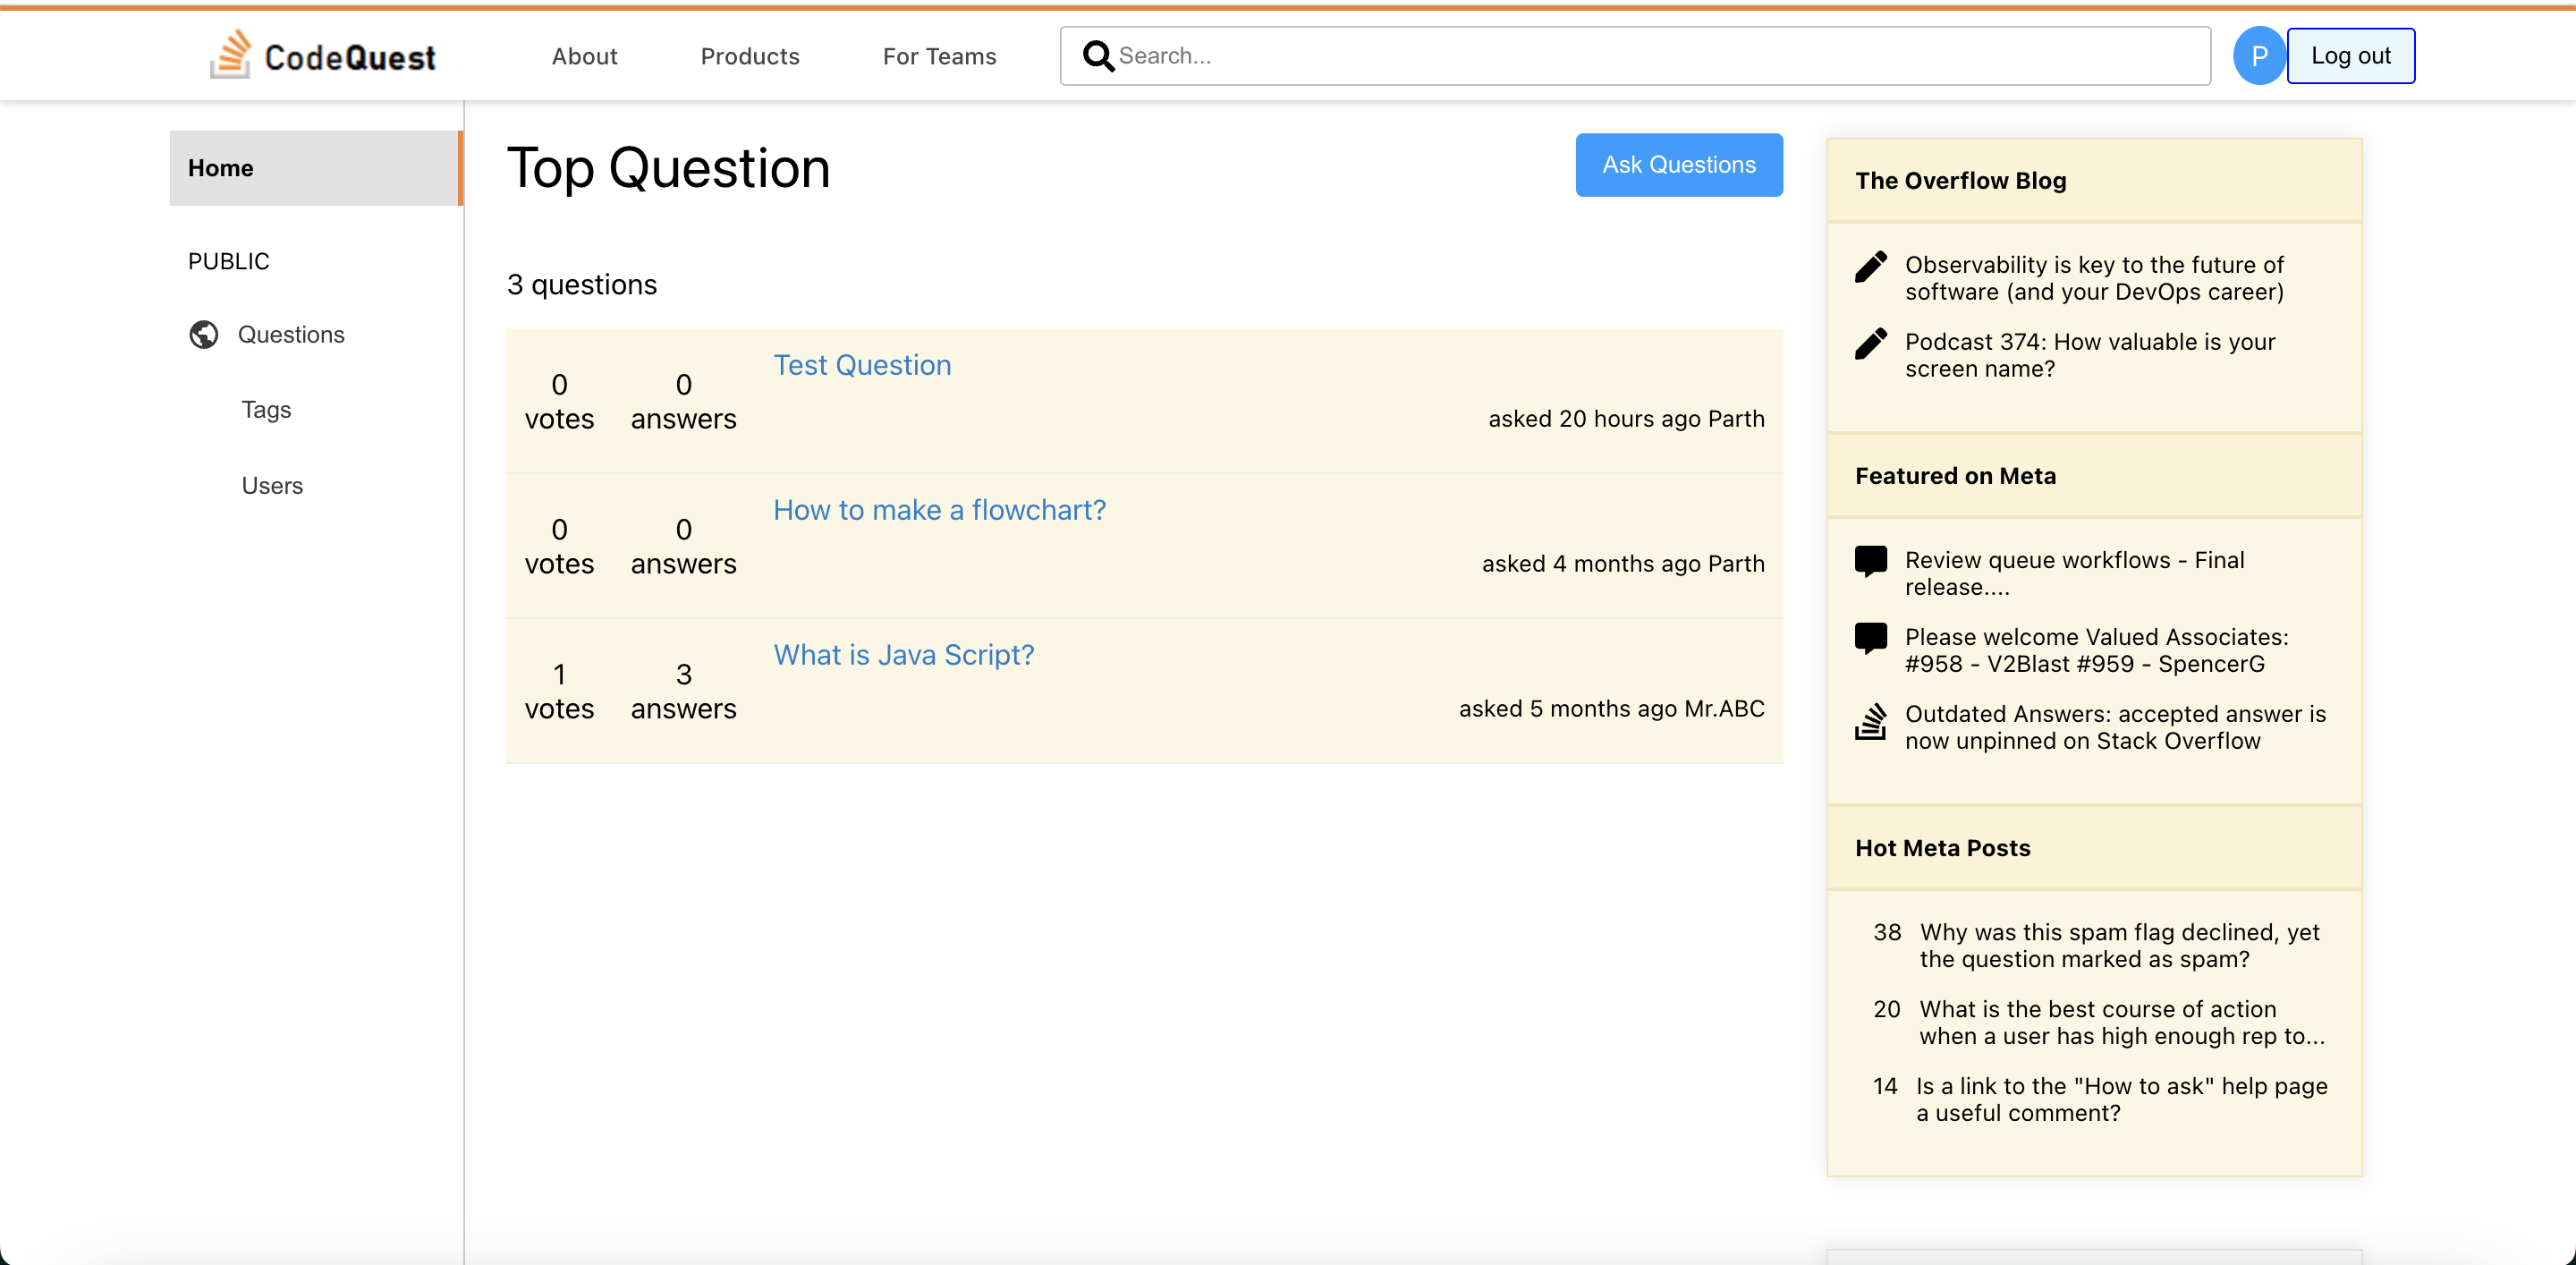 CodeQuest
About
Products
For Teams
Search...
P
Log out
Home
PUBLIC
Questions
Tags
Users
Top Question
Ask Questions
3 questions
0
votes
0
answers
Test Question
asked 20 hours ago Parth
0
votes
0
answers
How to make a flowchart?
asked 4 months ago Parth
1
votes
3
answers
What is Java Script?
asked 5 months ago Mr.ABC
The Overflow Blog
Observability is key to the future of
software (and your DevOps career)
Podcast 374: How valuable is your
screen name?
Featured on Meta
Review queue workflows - Final
release....
Please welcome Valued Associates:
#958 - V2Blast #959 - SpencerG
Outdated Answers: accepted answer is
now unpinned on Stack Overflow
Hot Meta Posts
38 Why was this spam flag declined, yet
the question marked as spam?
20 What is the best course of action
when a user has high enough rep to...
14 Is a link to the "How to ask" help page
a useful comment?